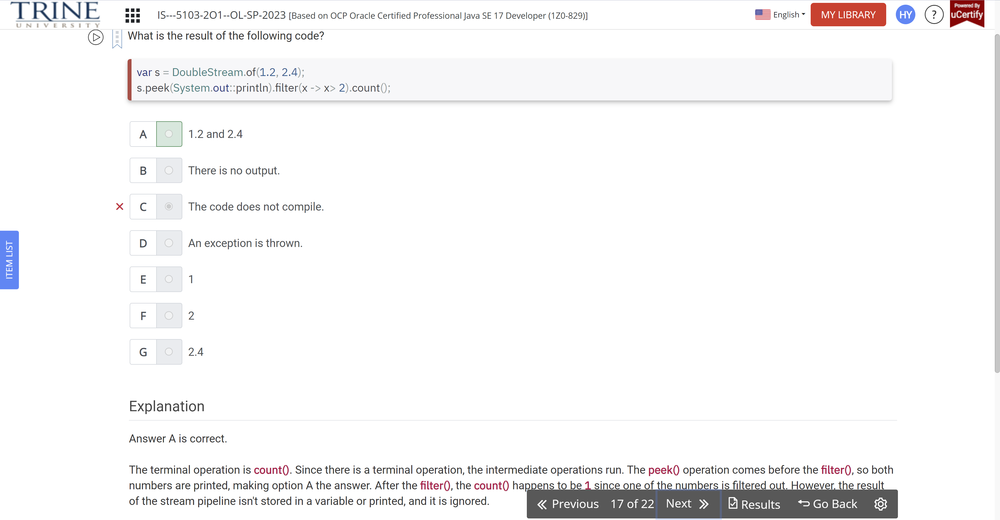 TRINE
UNIVERSITY
IS---5103-2O1--OL-SP-2023 [Based on OCP Oracle Certified Professional Java SE 17 Developer (1Z0-829)]
English
MY LIBRARY
HY
?
Powered By
uCertify
What is the result of the following code?
var s = DoubleStream.of(1.2, 2.4);
s.peek(System.out::println).filter(x -> x> 2).count();
A 1.2 and 2.4
B There is no output.
C The code does not compile.
D An exception is thrown.
E 1
F 2
G 2.4
ITEM LIST
Explanation
Answer A is correct.
The terminal operation is count(). Since there is a terminal operation, the intermediate operations run. The peek() operation comes before the filter(), so both
numbers are printed, making option A the answer. After the filter(), the count() happens to be 1 since one of the numbers is filtered out. However, the result
of the stream pipeline isn't stored in a variable or printed, and it is ignored.
Previous 17 of 22 Next Results Go Back